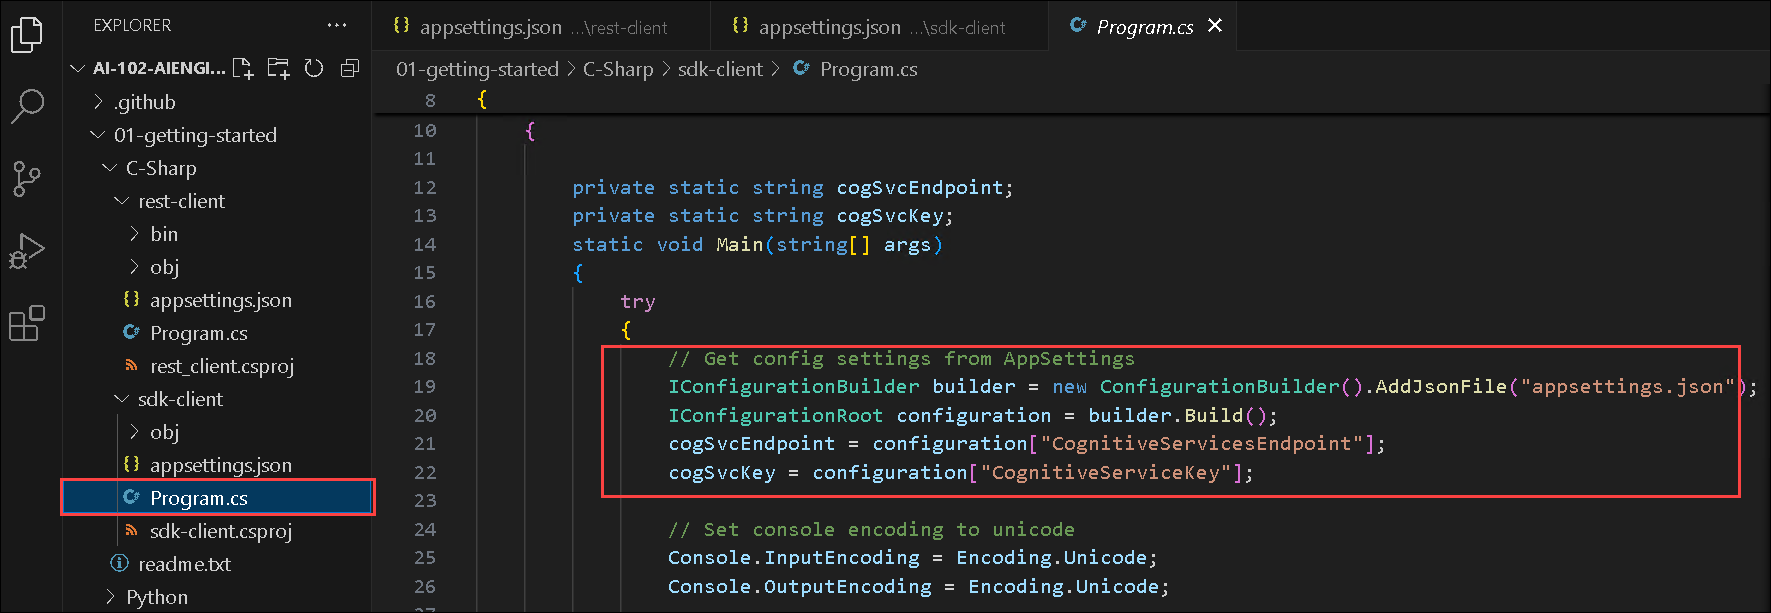 EXPLORER
AI-102-AIENGI...
.github
01-getting-started
C-Sharp
rest-client
bin
obj
{} appsettings.json
Program.cs
rest_client.csproj
sdk-client
obj
{} appsettings.json
Program.cs
sdk-client.csproj
readme.txt
Python
{} appsettings.json ...\rest-client
{} appsettings.json ...\sdk-client
Program.cs
01-getting-started > C-Sharp > sdk-client > Program.cs
8 {
10 {
11
12 private static string cogSvcEndpoint;
13 private static string cogSvcKey;
14 static void Main(string[] args)
15 {
16 try
17 {
18 // Get config settings from AppSettings
19 IConfigurationBuilder builder = new ConfigurationBuilder().AddJsonFile("appsettings.json");
20 IConfigurationRoot configuration = builder.Build();
21 cogSvcEndpoint = configuration["CognitiveServicesEndpoint"];
22 cogSvcKey = configuration["CognitiveServiceKey"];
23
24 // Set console encoding to unicode
25 Console.InputEncoding = Encoding.Unicode;
26 Console.OutputEncoding = Encoding.Unicode;
27